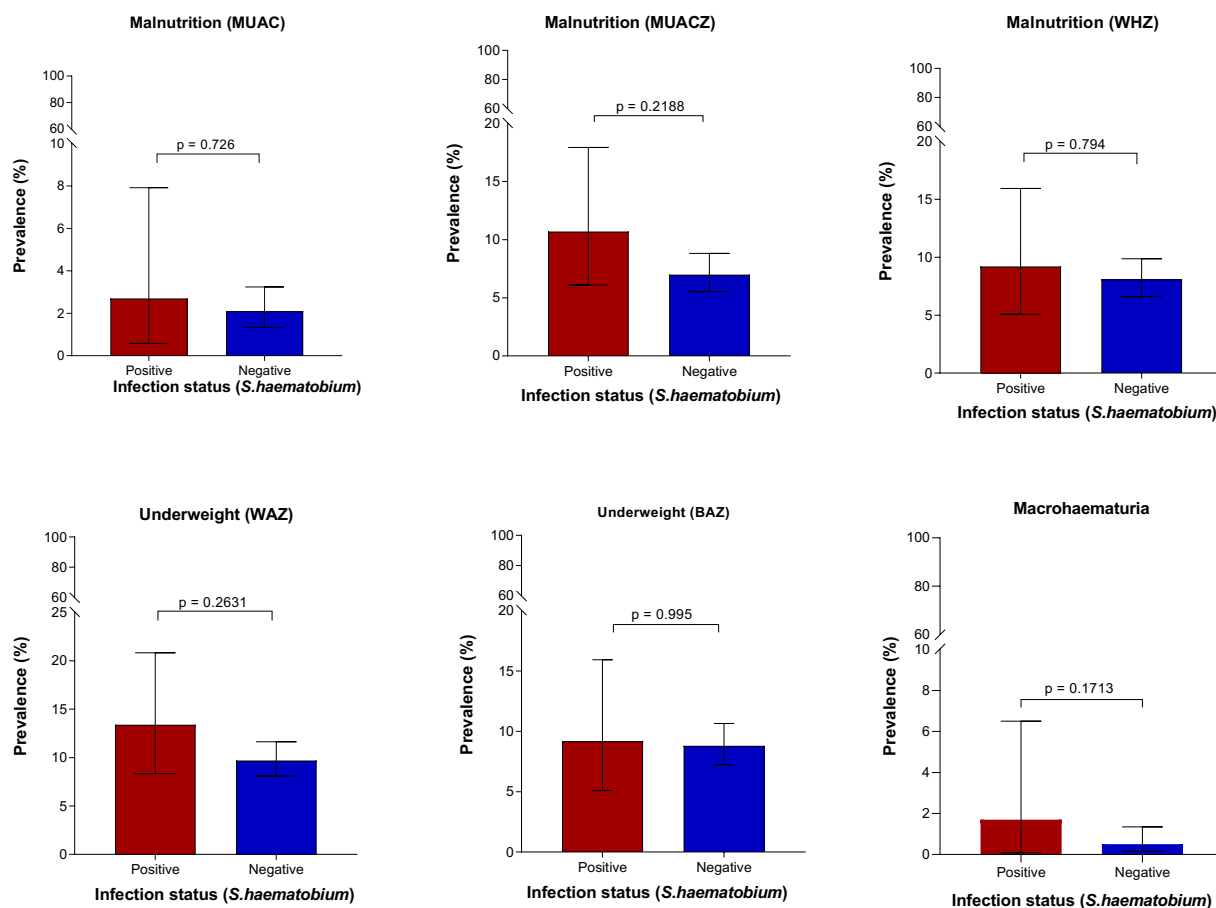 Malnutrition (MUAC)
Prevalence (%)
100
80
60
10
8
6
4
2
0
p = 0.726
Positive
Negative
Infection status (S.haematobium)
Malnutrition (MUACZ)
Prevalence (%)
100
80
60
20
15
10
5
0
p = 0.2188
Positive
Negative
Infection status (S.haematobium)
Malnutrition (WHZ)
Prevalence (%)
100
80
60
20
15
10
5
0
p = 0.794
Positive
Negative
Infection status (S.haematobium)
Underweight (WAZ)
Prevalence (%)
100
80
60
25
20
15
10
5
0
p = 0.2631
Positive
Negative
Infection status (S.haematobium)
Underweight (BAZ)
Prevalence (%)
100
80
60
20
15
10
5
0
p = 0.995
Positive
Negative
Infection status (S.haematobium)
Macrohaematuria
Prevalence (%)
100
80
60
10
8
6
4
2
0
p = 0.1713
Positive
Negative
Infection status (S.haematobium)